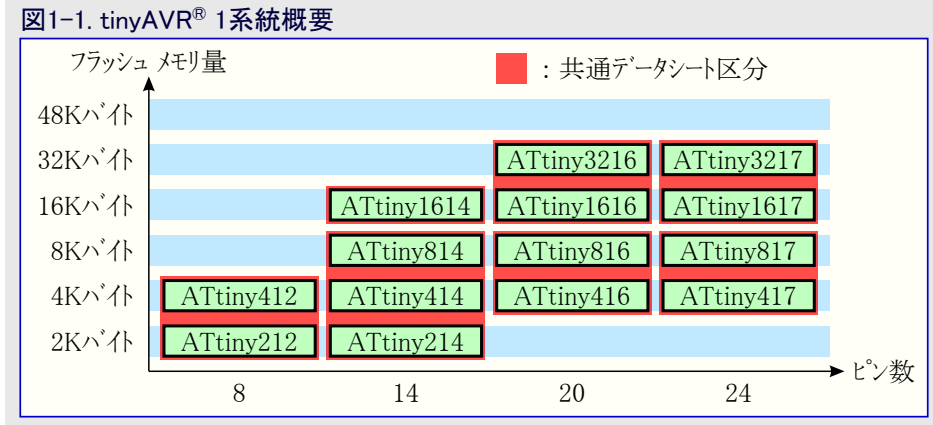 図1-1. tinyAVR® 1系統概要
フラッシュ メモリ量
: 共通データシート区分
48Kバイト
32Kバイト ATtiny3216 ATtiny3217
16Kバイト ATtiny1614 ATtiny1616 ATtiny1617
8Kバイト ATtiny814 ATtiny816 ATtiny817
4Kバイト ATtiny412 ATtiny414 ATtiny416 ATtiny417
2Kバイト ATtiny212 ATtiny214
ピン数
8 14 20 24